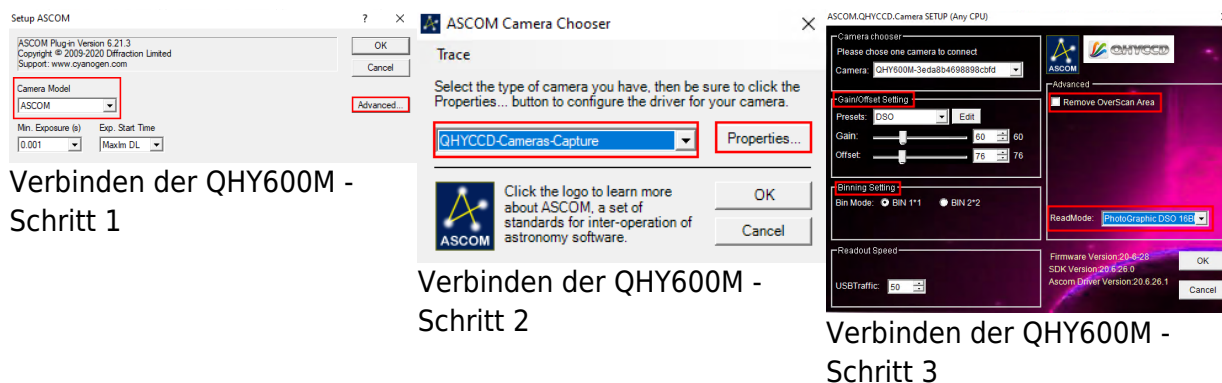 Setup ASCOM
ASCOM Plug-in Version 6.21.3
Copyright © 2009-2020 Diffraction Limited
Support: www.cyanogen.com
OK
Cancel
Camera Model
ASCOM
Advanced...
Min. Exposure (s) Exp. Start Time
0.001 MaxIm DL
Verbinden der QHY600M -
Schritt 1
ASCOM Camera Chooser
Trace
Select the type of camera you have, then be sure to click the
Properties... button to configure the driver for your camera.
QHYCCD-Cameras-Capture
Properties...
Click the logo to learn more
about ASCOM, a set of
standards for inter-operation of
astronomy software.
ASCOM
OK
Cancel
Verbinden der QHY600M -
Schritt 2
ASCOM.QHYCCD.Camera SETUP (Any CPU)
Camera chooser
Please chose one camera to connect
Camera: QHY600M-3eda8b4698898cbfd
ASCOM
QHYCCD
Gain/Offset Setting
Presets: DSO Edit
Gain: 60 60
Offset: 76 76
Binning Setting
Bin Mode: BIN 1*1 BIN 2*2
Readout Speed
USBTraffic: 50
Advanced
Remove OverScan Area
ReadMode: PhotoGraphic DSO 16BI
Firmware Version:20-6-28
SDK Version:20.6.26.0
Ascom Driver Version:20.6.26.1
OK
Cancel
Verbinden der QHY600M -
Schritt 3